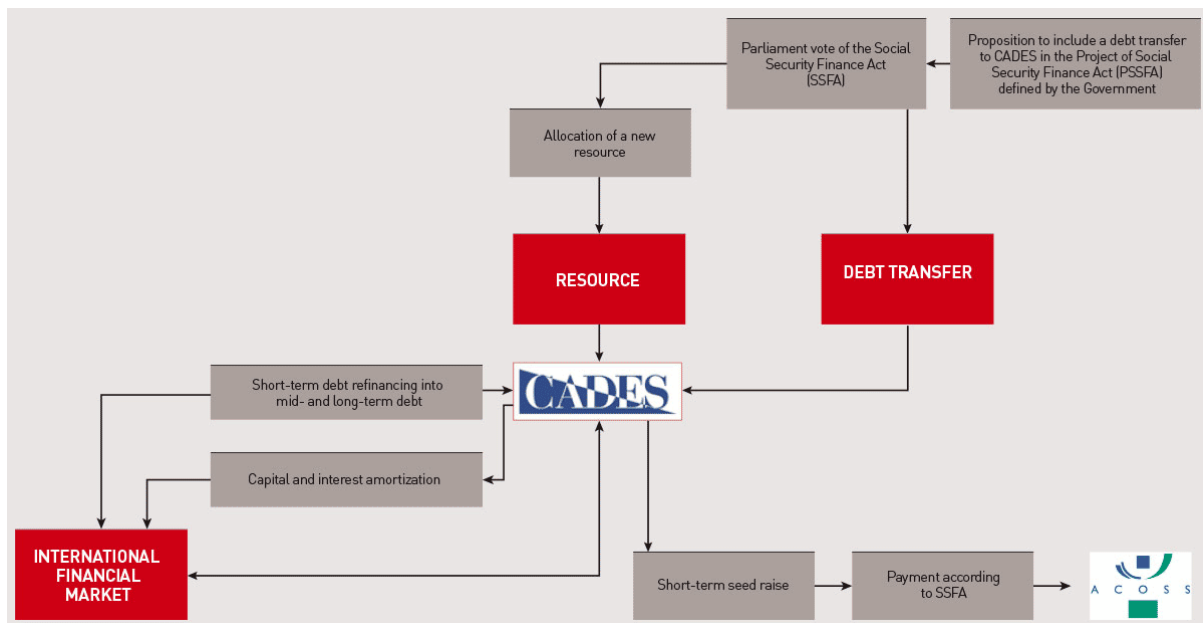 Parliament vote of the Social
Security Finance Act
(SSFA)
Proposition to include a debt transfer
to CADES in the Project of Social
Security Finance Act (PSSFA)
defined by the Government
Allocation of a new
resource
RESOURCE
DEBT TRANSFER
Short-term debt refinancing into
mid- and long-term debt
CADES
Capital and interest amortization
INTERNATIONAL
FINANCIAL
MARKET
Short-term seed raise
Payment according
to SSFA
ACOSS